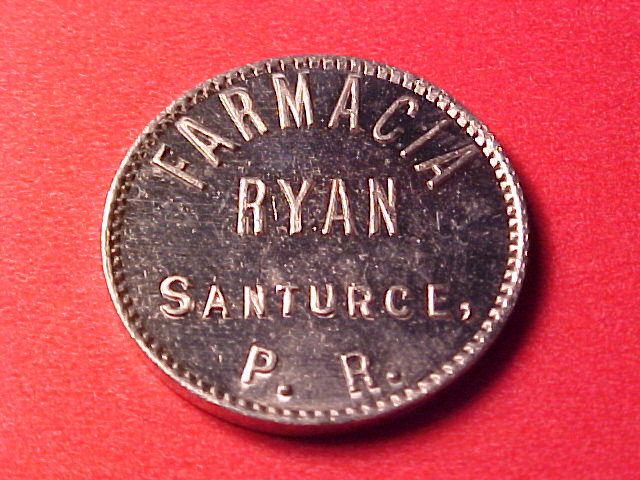 FARMACIA
RYAN
SANTURCE,
P. R.